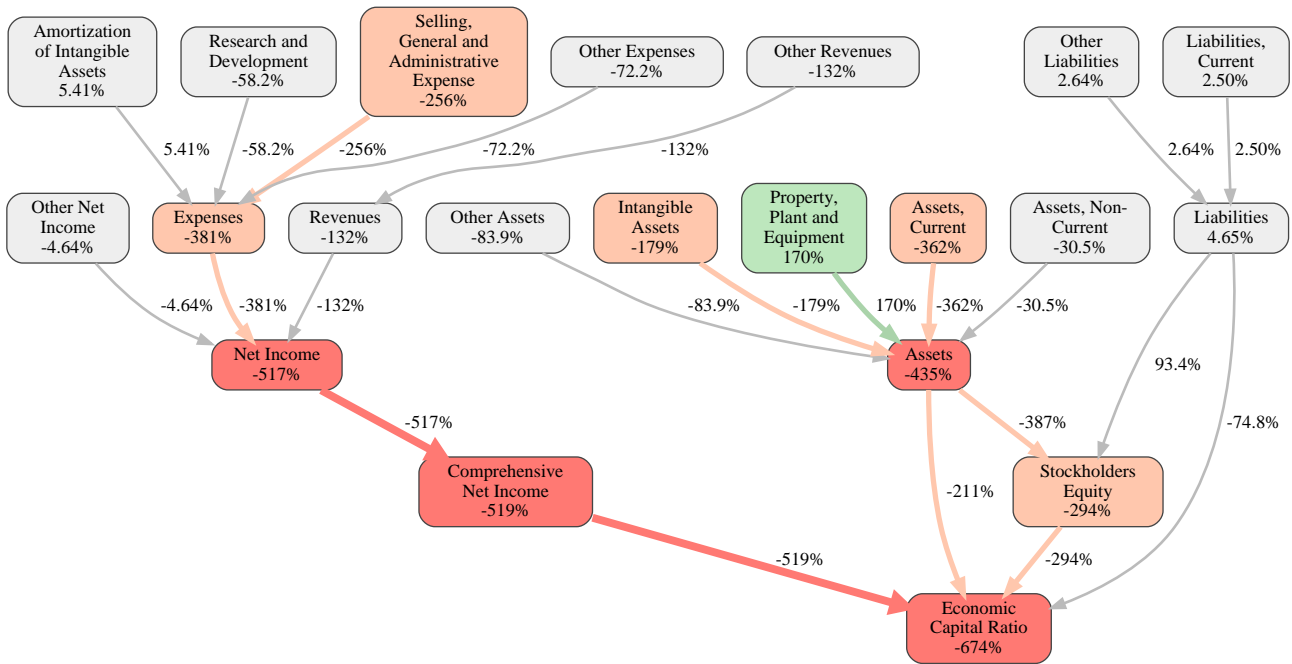 Amortization
of Intangible
Assets
5.41%
Research and
Development
-58.2%
Selling,
General and
Administrative
Expense
-256%
Other Expenses
-72.2%
Other Revenues
-132%
Other
Liabilities
2.64%
Liabilities,
Current
2.50%
5.41%
-58.2%
-256%
-72.2%
-132%
2.64%
2.50%
Other Net
Income
-4.64%
Expenses
-381%
Revenues
-132%
Other Assets
-83.9%
Intangible
Assets
-179%
Property,
Plant and
Equipment
170%
Assets,
Current
-362%
Assets, Non-
Current
-30.5%
Liabilities
4.65%
-4.64%
-381%
-132%
-83.9%
-179%
170%
-362%
-30.5%
Net Income
-517%
Assets
-435%
93.4%
-517%
-387%
-74.8%
Comprehensive
Net Income
-519%
-211%
Stockholders
Equity
-294%
-519%
-294%
Economic
Capital Ratio
-674%